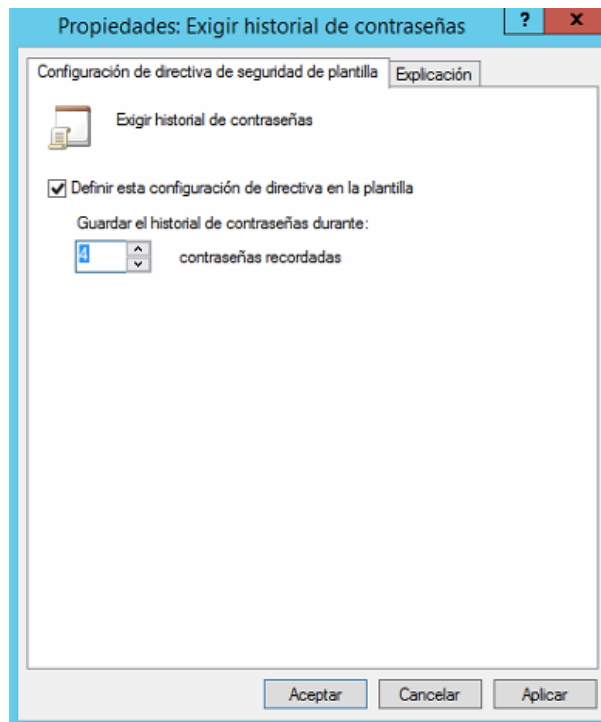 Propiedades: Exigir historial de contraseñas
? x
Configuración de directiva de seguridad de plantilla Explicación
Exigir historial de contraseñas
Definir esta configuración de directiva en la plantilla
Guardar el historial de contraseñas durante:
4 contraseñas recordadas
Aceptar Cancelar Aplicar